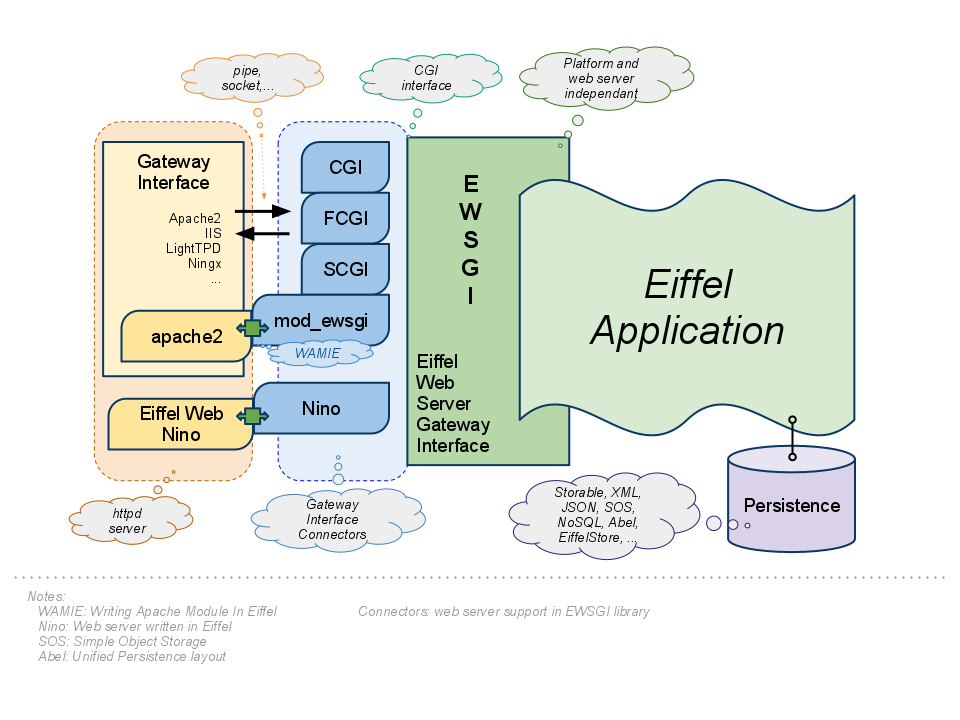 pipe,
socket,...
CGI
interface
Platform and
web server
independant
Gateway
Interface
Apache2
IIS
LightTPD
Ningx
...
apache2
Eiffel Web
Nino
CGI
FCGI
SCGI
mod_ewsgi
WAMIE
Nino
E
W
S
G
I
Eiffel
Web
Server
Gateway
Interface
Eiffel
Application
Persistence
httpd
server
Gateway
Interface
Connectors
Storable, XML,
JSON, SOS,
NoSQL, Abel,
EiffelStore, ...
Notes:
WAMIE: Writing Apache Module In Eiffel
Nino: Web server written in Eiffel
SOS: Simple Object Storage
Abel: Unified Persistence layout
Connectors: web server support in EWSGI library